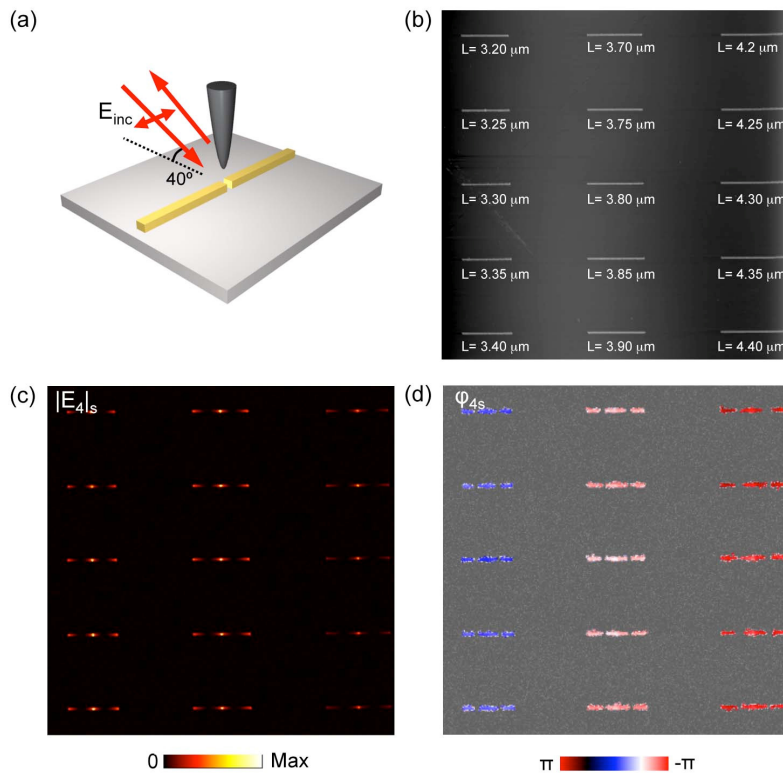 (a)
E_inc
40º
(b)
L= 3.20 μm
L= 3.70 μm
L= 4.2 μm
L= 3.25 μm
L= 3.75 μm
L= 4.25 μm
L= 3.30 μm
L= 3.80 μm
L= 4.30 μm
L= 3.35 μm
L= 3.85 μm
L= 4.35 μm
L= 3.40 μm
L= 3.90 μm
L= 4.40 μm
(c)
|E₄|ₛ
0 Max
(d)
φ₄ₛ
π -π